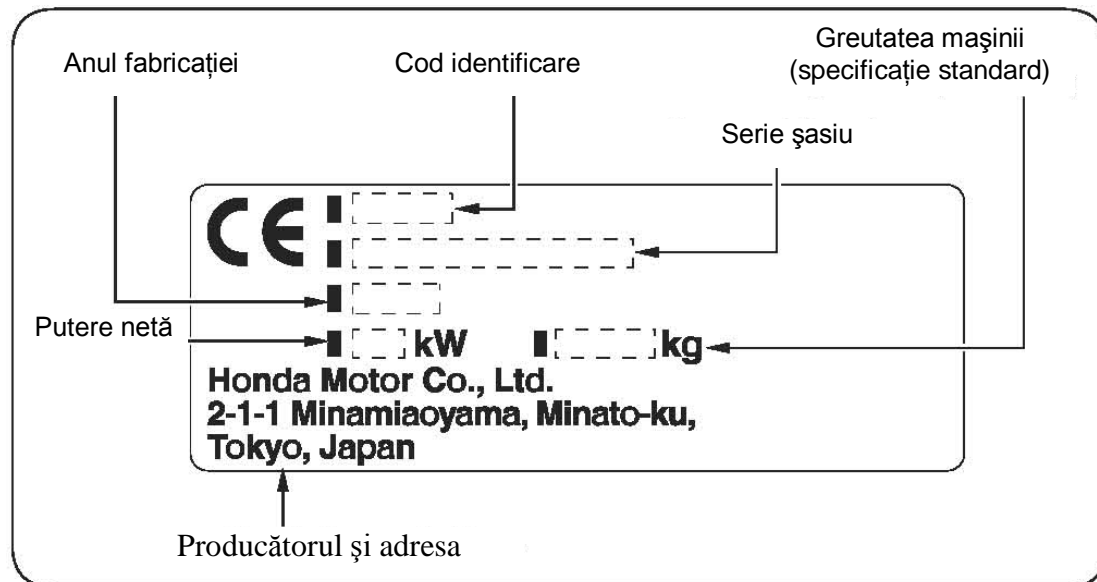 Anul fabricației
Cod identificare
Greutatea maşinii
(specificație standard)
Serie şasiu
CE
Putere netă
kW
kg
Honda Motor Co., Ltd.
2-1-1 Minamiaoyama, Minato-ku,
Tokyo, Japan
Producătorul şi adresa